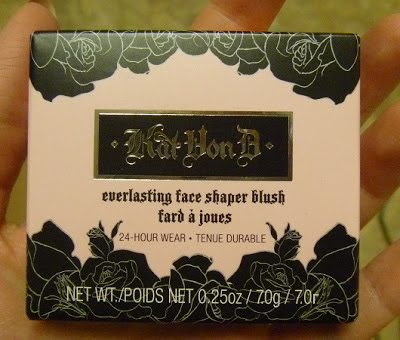 · Kat Von D ·
everlasting face shaper blush
fard à joues
24-HOUR WEAR • TENUE DURABLE
NET WT./POIDS NET 0.25oz / 7.0g / 7.0r